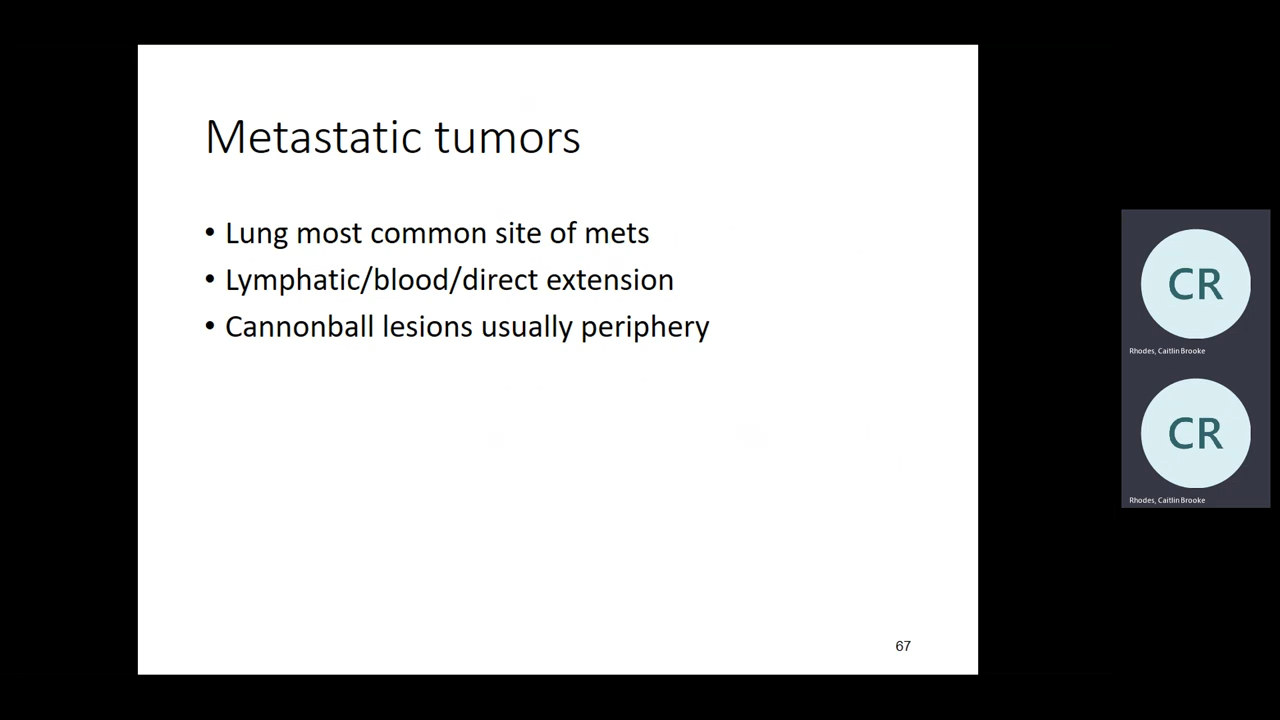 Metastatic tumors
• Lung most common site of mets
• Lymphatic/blood/direct extension
• Cannonball lesions usually periphery
67
CR
Rhodes, Caitlin Brooke
CR
Rhodes, Caitlin Brooke